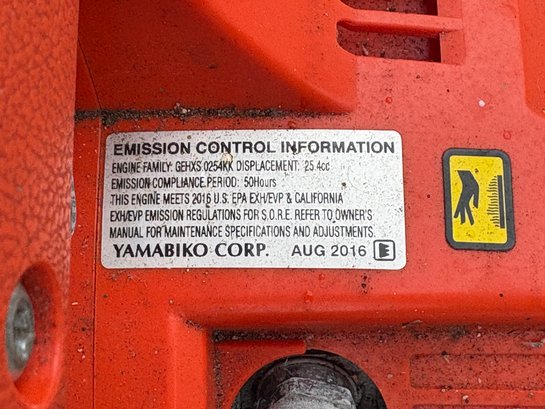 EMISSION CONTROL INFORMATION
ENGINE FAMILY: GEHXS.0254KK DISPLACEMENT: 25.4cc
EMISSION COMPLIANCE PERIOD: 50Hours
THIS ENGINE MEETS 2016 U.S. EPA EXH/EVP & CALIFORNIA
EXH/EVP EMISSION REGULATIONS FOR S.O.R.E. REFER TO OWNER'S
MANUAL FOR MAINTENANCE SPECIFICATIONS AND ADJUSTMENTS.
YAMABIKO CORP. AUG 2016 E